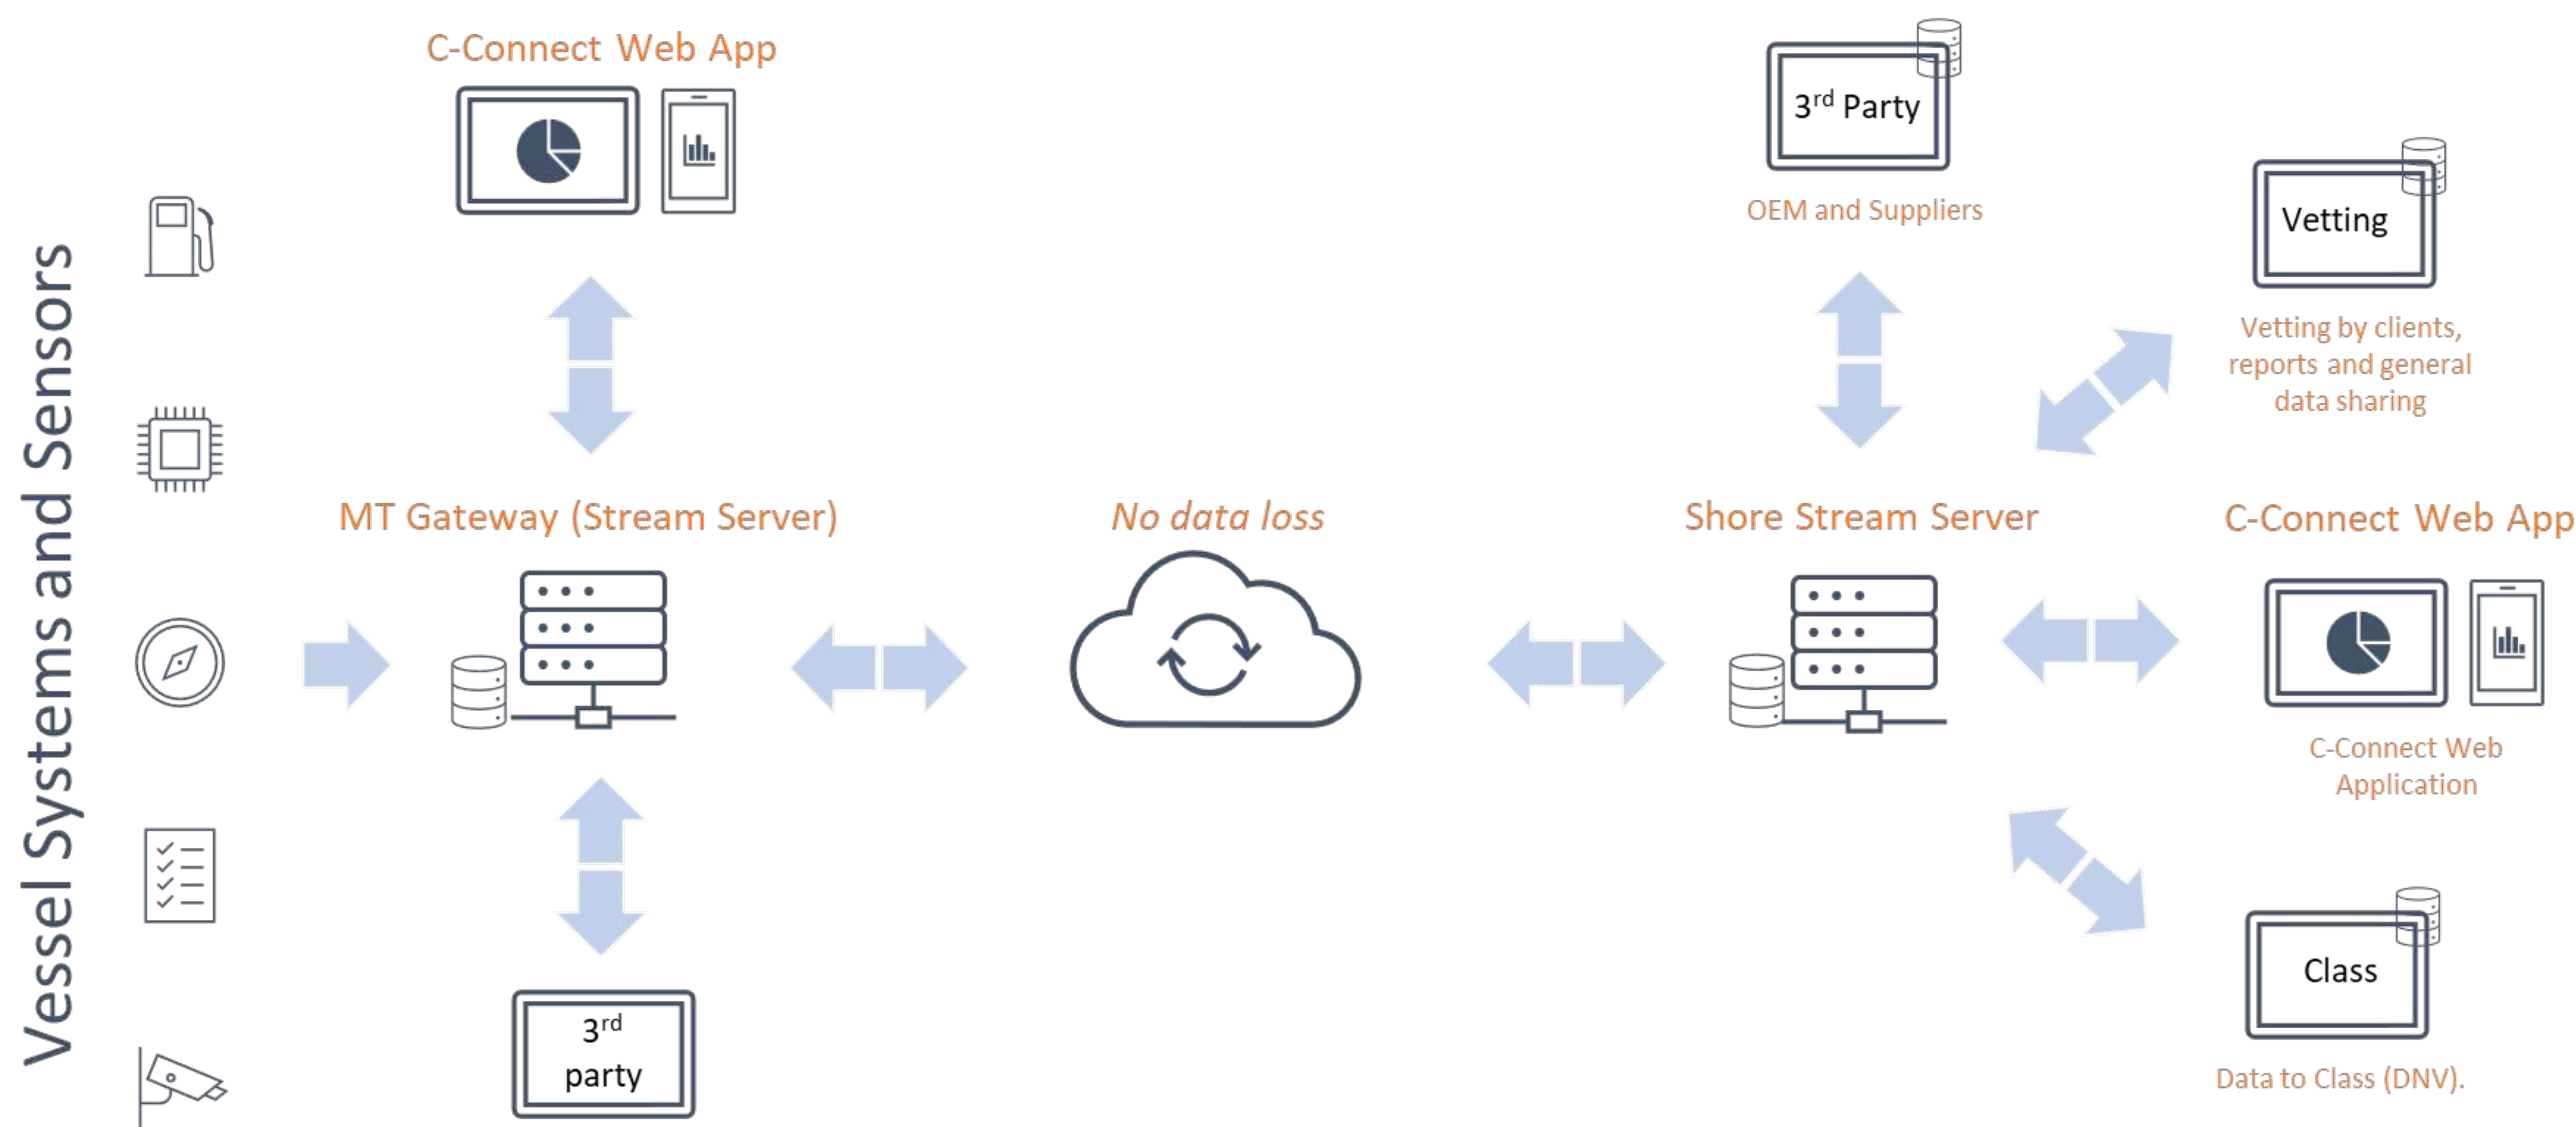 Vessel Systems and Sensors
C-Connect Web App
MT Gateway (Stream Server)
3rd
party
No data loss
3rd Party
OEM and Suppliers
Vetting
Vetting by clients,
reports and general
data sharing
Shore Stream Server
C-Connect Web App
C-Connect Web
Application
Class
Data to Class (DNV).